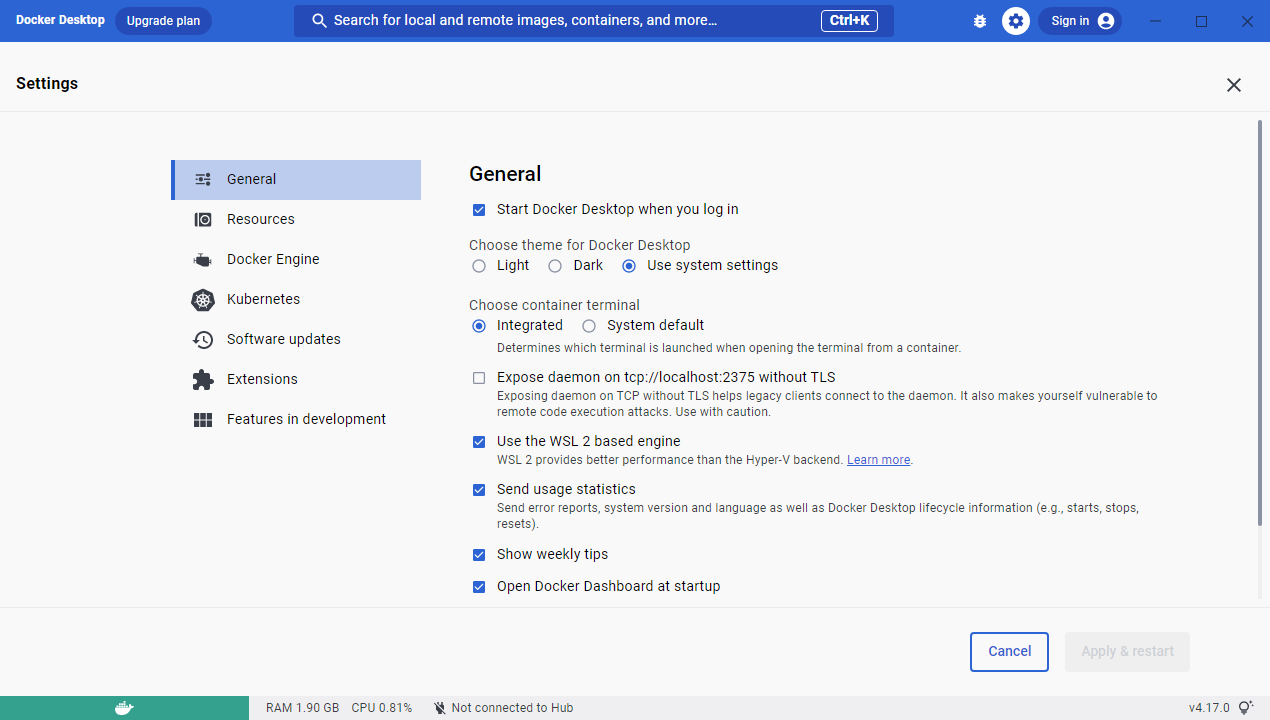 Docker Desktop Upgrade plan Search for local and remote images, containers, and more... Ctrl+K Sign in
Settings
General
Resources
Docker Engine
Kubernetes
Software updates
Extensions
Features in development
General
Start Docker Desktop when you log in
Choose theme for Docker Desktop
Light Dark Use system settings
Choose container terminal
Integrated System default
Determines which terminal is launched when opening the terminal from a container.
Expose daemon on tcp://localhost:2375 without TLS
Exposing daemon on TCP without TLS helps legacy clients connect to the daemon. It also makes yourself vulnerable to
remote code execution attacks. Use with caution.
Use the WSL 2 based engine
WSL 2 provides better performance than the Hyper-V backend. Learn more.
Send usage statistics
Send error reports, system version and language as well as Docker Desktop lifecycle information (e.g., starts, stops,
resets).
Show weekly tips
Open Docker Dashboard at startup
Cancel Apply & restart
RAM 1.90 GB CPU 0.81% Not connected to Hub v4.17.0